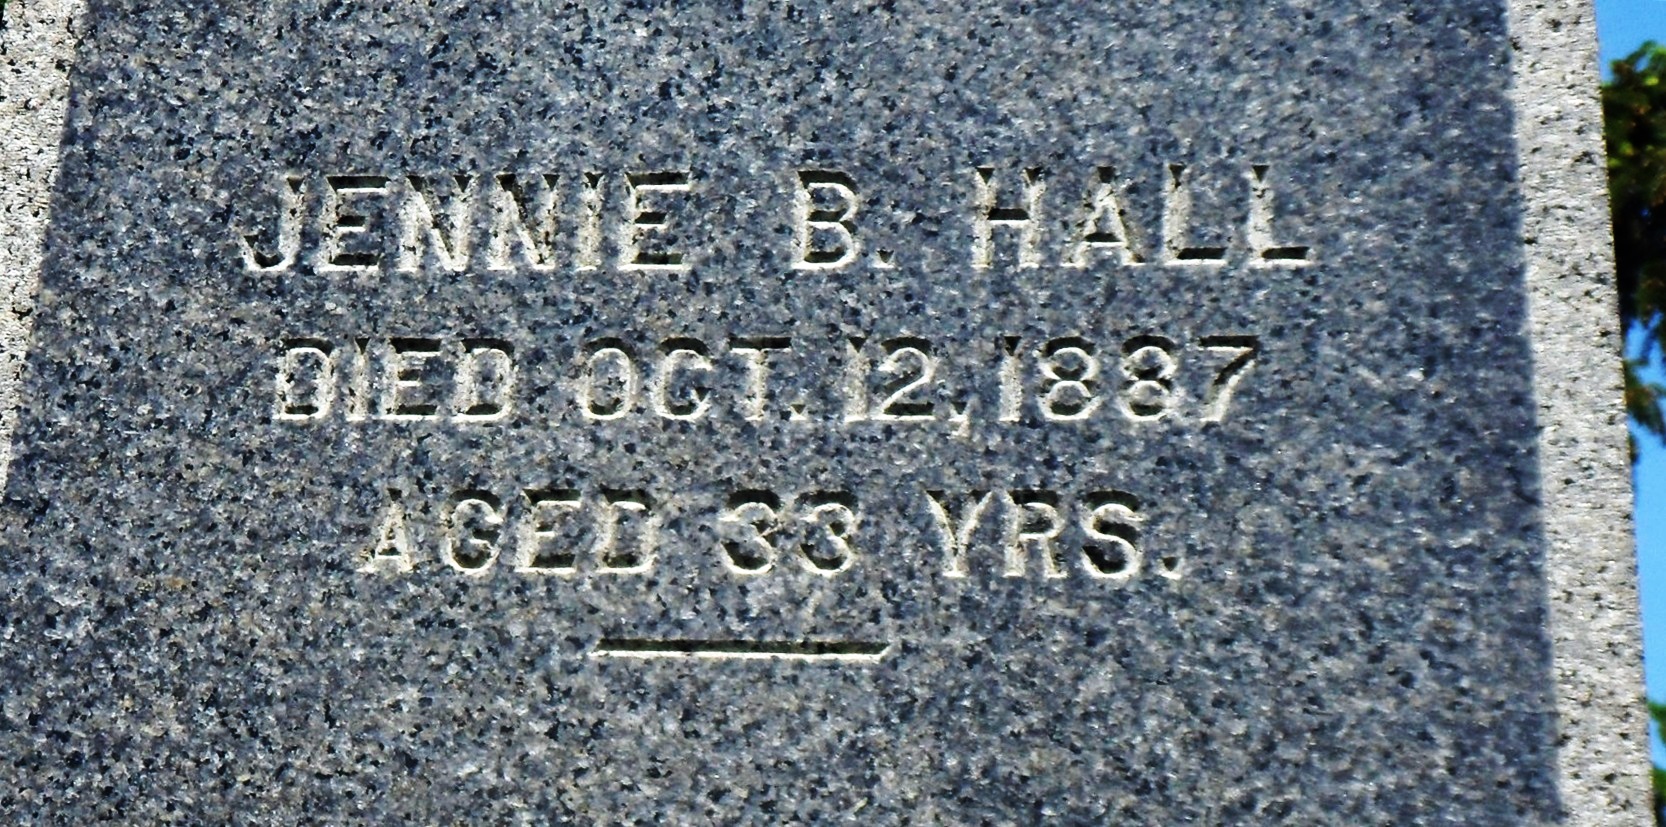 JENNIE B. HALL
DIED OCT. 12, 1887
AGED 33 YRS.